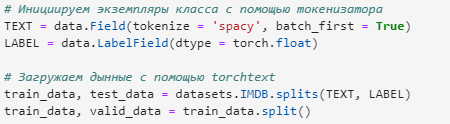 # Инициируем экземпляры класса с помощью токенизатора
TEXT = data.Field(tokenize = 'spacy', batch_first = True)
LABEL = data.LabelField(dtype = torch.float)
# Загружаем дынные с помощью torchtext
train_data, test_data = datasets.IMDB.splits(TEXT, LABEL)
train_data, valid_data = train_data.split()